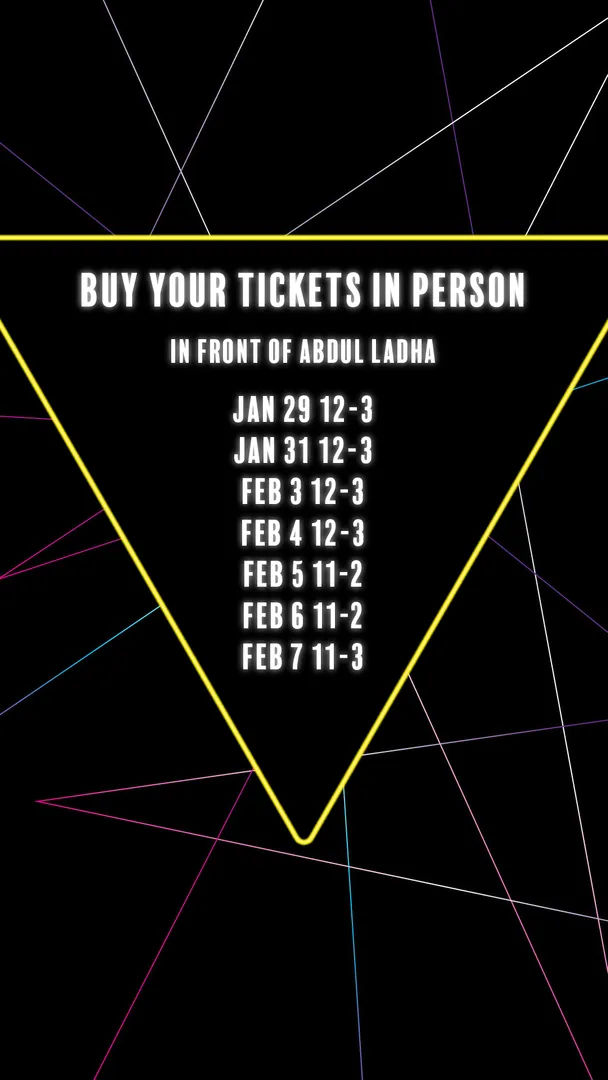 BUY YOUR TICKETS IN PERSON
IN FRONT OF ABDUL LADHA
JAN 29 12-3
JAN 31 12-3
FEB 3 12-3
FEB 4 12-3
FEB 5 11-2
FEB 6 11-2
FEB 7 11-3